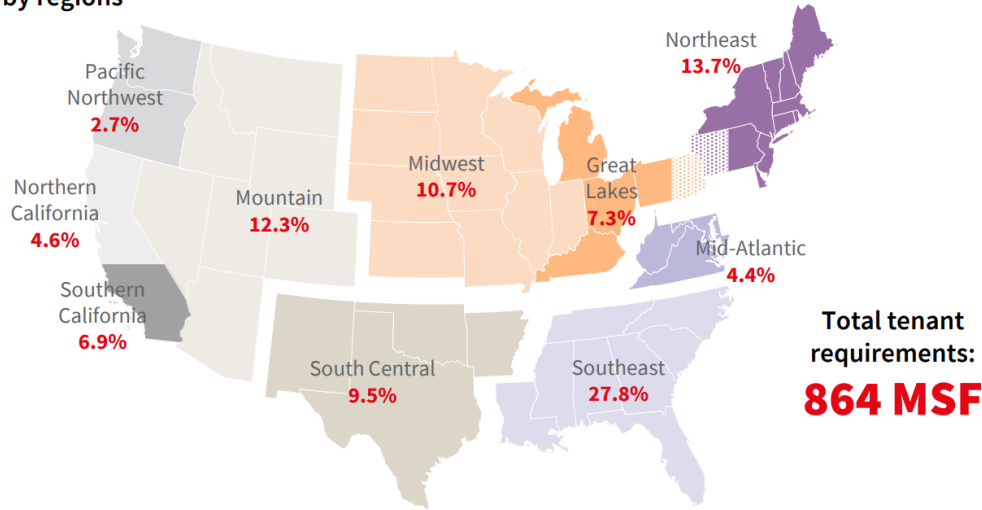 by regions
Northeast
13.7%
Pacific
Northwest
2.7%
Midwest
10.7%
Great
Lakes
7.3%
Northern
California
4.6%
Mountain
12.3%
Mid-Atlantic
4.4%
Southern
California
6.9%
South Central
9.5%
Southeast
27.8%
Total tenant
requirements:
864 MSF